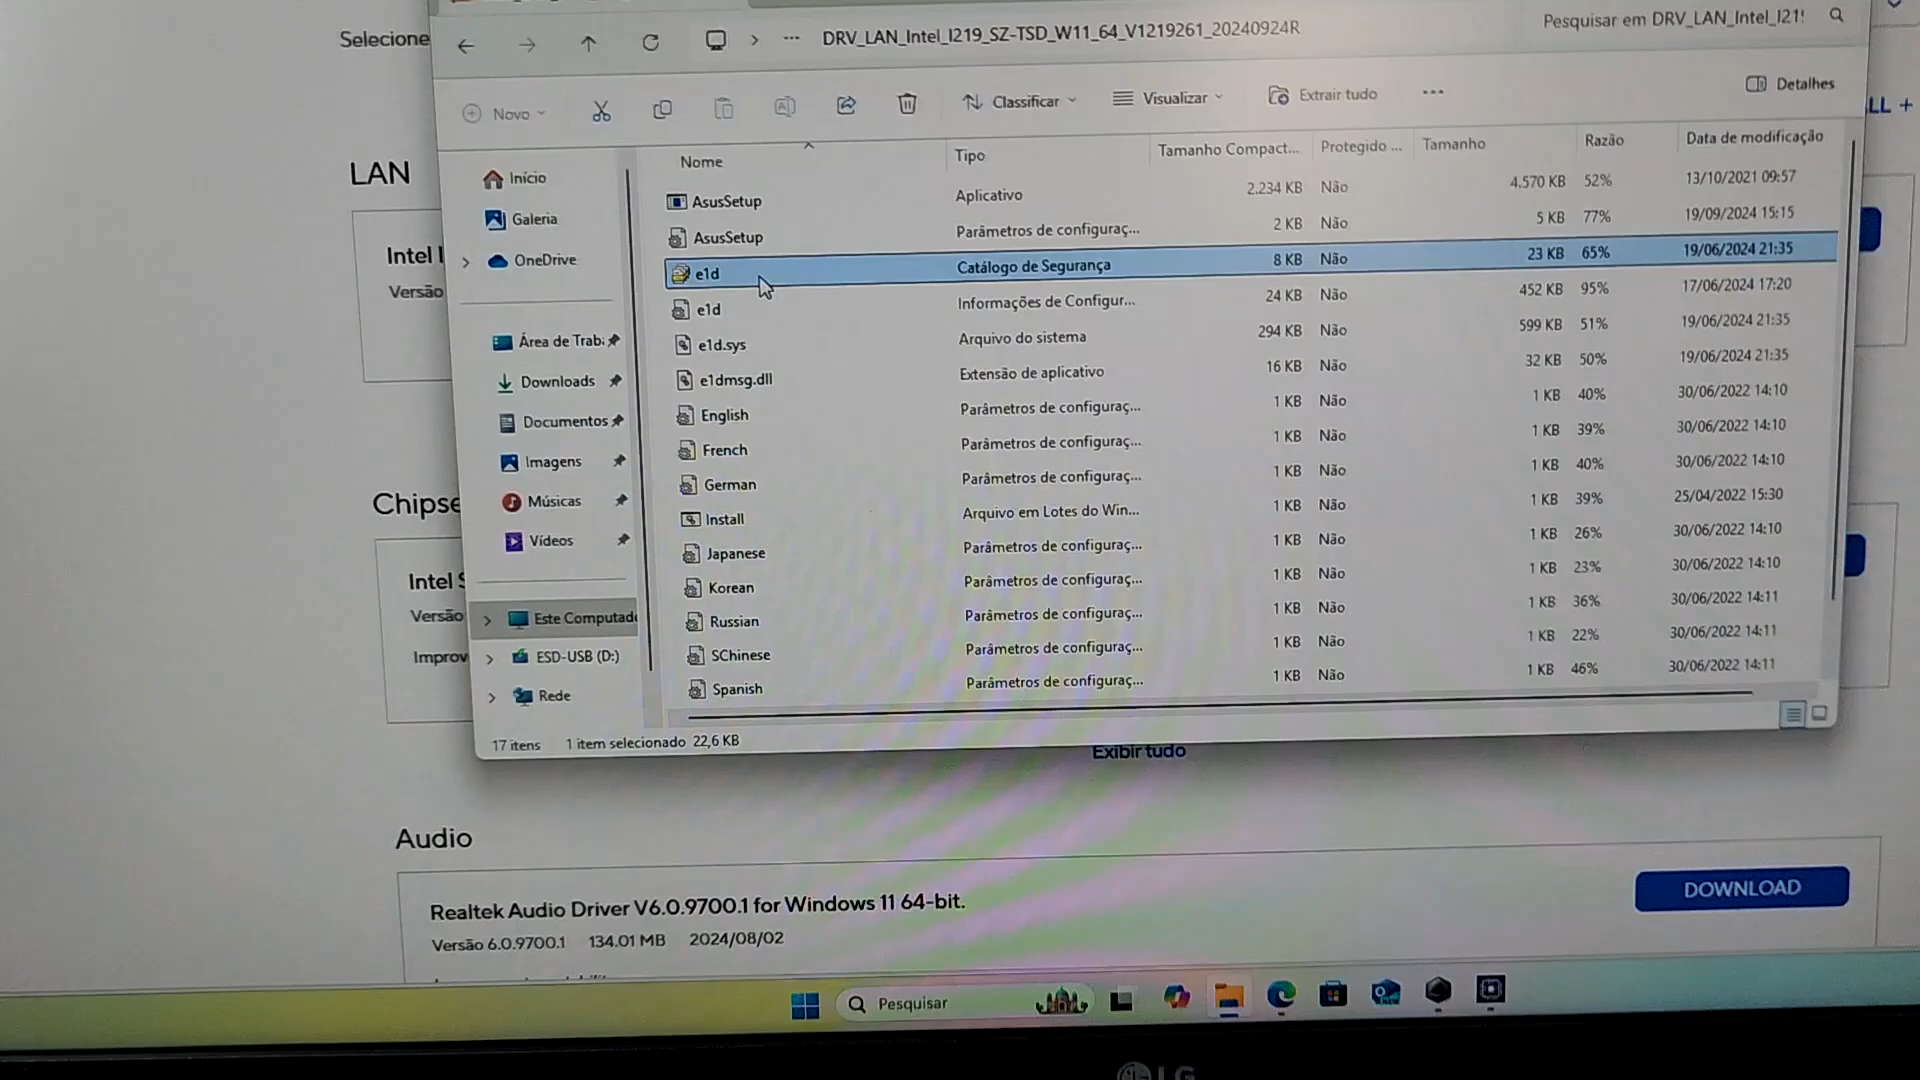 Selecione
DRV_LAN_Intel_I219_SZ-TSD_W11_64_V1219261_20240924R
Pesquisar em DRV_LAN_Intel_I219
Novo
Classificar
Visualizar
Extrair tudo
Detalhes
LL +
Nome
Tipo
Tamanho Compact...
Protegido ...
Tamanho
Razão
Data de modificação
LAN
Intel I
Versão
Início
Galeria
OneDrive
Área de Trab
Downloads
Documentos
Imagens
Músicas
Vídeos
Este Computad
ESD-USB (D:)
Rede
AsusSetup Aplicativo 2.234 KB Não 4.570 KB 52% 13/10/2021 09:57
AsusSetup Parâmetros de configuraç... 2 KB Não 5 KB 77% 19/09/2024 15:15
e1d Catálogo de Segurança 8 KB Não 23 KB 65% 19/06/2024 21:35
e1d Informações de Configur... 24 KB Não 452 KB 95% 17/06/2024 17:20
e1d.sys Arquivo do sistema 294 KB Não 599 KB 51% 19/06/2024 21:35
e1dmsg.dll Extensão de aplicativo 16 KB Não 32 KB 50% 19/06/2024 21:35
English Parâmetros de configuraç... 1 KB Não 1 KB 40% 30/06/2022 14:10
French Parâmetros de configuraç... 1 KB Não 1 KB 39% 30/06/2022 14:10
German Parâmetros de configuraç... 1 KB Não 1 KB 40% 30/06/2022 14:10
Install Arquivo em Lotes do Win... 1 KB Não 1 KB 39% 25/04/2022 15:30
Japanese Parâmetros de configuraç... 1 KB Não 1 KB 26% 30/06/2022 14:10
Korean Parâmetros de configuraç... 1 KB Não 1 KB 23% 30/06/2022 14:10
Russian Parâmetros de configuraç... 1 KB Não 1 KB 36% 30/06/2022 14:11
SChinese Parâmetros de configuraç... 1 KB Não 1 KB 22% 30/06/2022 14:11
Spanish Parâmetros de configuraç... 1 KB Não 1 KB 46% 30/06/2022 14:11
17 itens 1 item selecionado 22,6 KB
Chipse
Intel S
Versão
Improv
Exibir tudo
Audio
Realtek Audio Driver V6.0.9700.1 for Windows 11 64-bit.
Versão 6.0.9700.1 134.01 MB 2024/08/02
DOWNLOAD
Pesquisar
LG